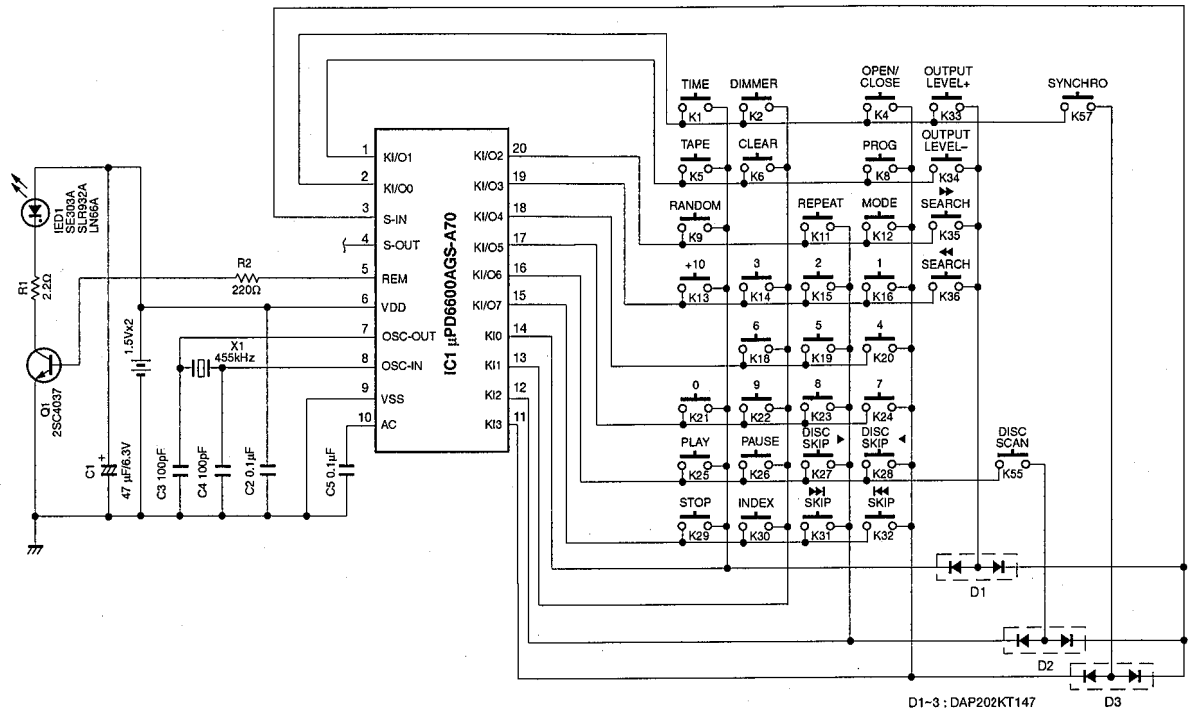 TIME DIMMER OPEN/ CLOSE OUTPUT LEVEL+ SYNCHRO
K1 K2 K4 K33 K57
TAPE CLEAR PROG OUTPUT LEVEL–
K5 K6 K8 K34
RANDOM REPEAT MODE ▶▶ SEARCH
K9 K11 K12 K35
+10 3 2 1 ◀◀ SEARCH
K13 K14 K15 K16 K36
6 5 4
K18 K19 K20
0 9 8 7
K21 K22 K23 K24
PLAY PAUSE DISC SKIP ▶ DISC SKIP ◀ DISC SCAN
K25 K26 K27 K28 K55
STOP INDEX ▶▶I SKIP I◀◀ SKIP
K29 K30 K31 K32
IC1 µPD6600AGS-A70
1 KI/O1
2 KI/O0
3 S-IN
4 S-OUT
5 REM
6 VDD
7 OSC-OUT
8 OSC-IN
9 VSS
10 AC
KI/O2 20
KI/O3 19
KI/O4 18
KI/O5 17
KI/O6 16
KI/O7 15
KI0 14
KI1 13
KI2 12
KI3 11
IED1
SE303A
SLR932A
LN66A
R1
2.2Ω
R2
220Ω
1.5Vx2
X1
455kHz
Q1
2SC4037
C1
+
47 µF/6.3V
C3 100pF
C4 100pF
C2 0.1µF
C5 0.1µF
D1
D2
D3
D1~3 ; DAP202KT147